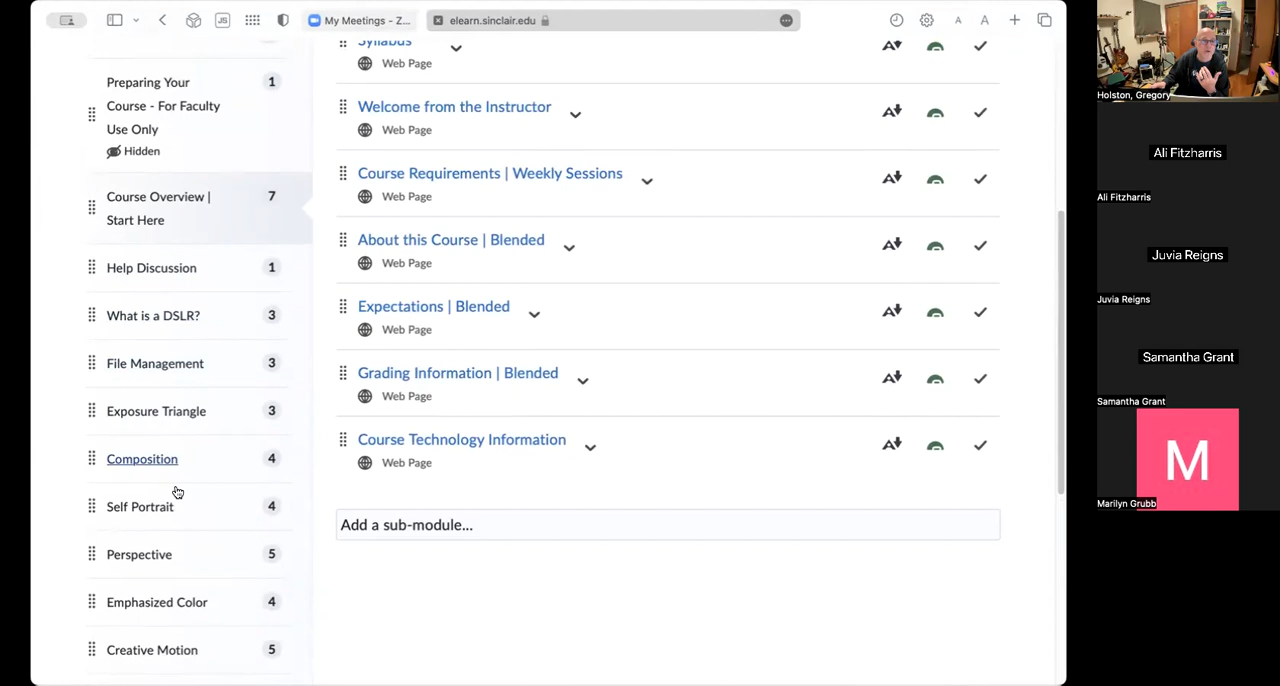 JS
My Meetings - Z...
elearn.sinclair.edu
A
A
Preparing Your
Course - For Faculty
Use Only
Hidden
1
Course Overview |
Start Here
7
Help Discussion
1
What is a DSLR?
3
File Management
3
Exposure Triangle
3
Composition
4
Self Portrait
4
Perspective
5
Emphasized Color
4
Creative Motion
5
Syllabus
Web Page
Welcome from the Instructor
Web Page
Course Requirements | Weekly Sessions
Web Page
About this Course | Blended
Web Page
Expectations | Blended
Web Page
Grading Information | Blended
Web Page
Course Technology Information
Web Page
Add a sub-module...
Holston, Gregory
Ali Fitzharris
Ali Fitzharris
Juvia Reigns
Juvia Reigns
Samantha Grant
Samantha Grant
M
Marilyn Grubb